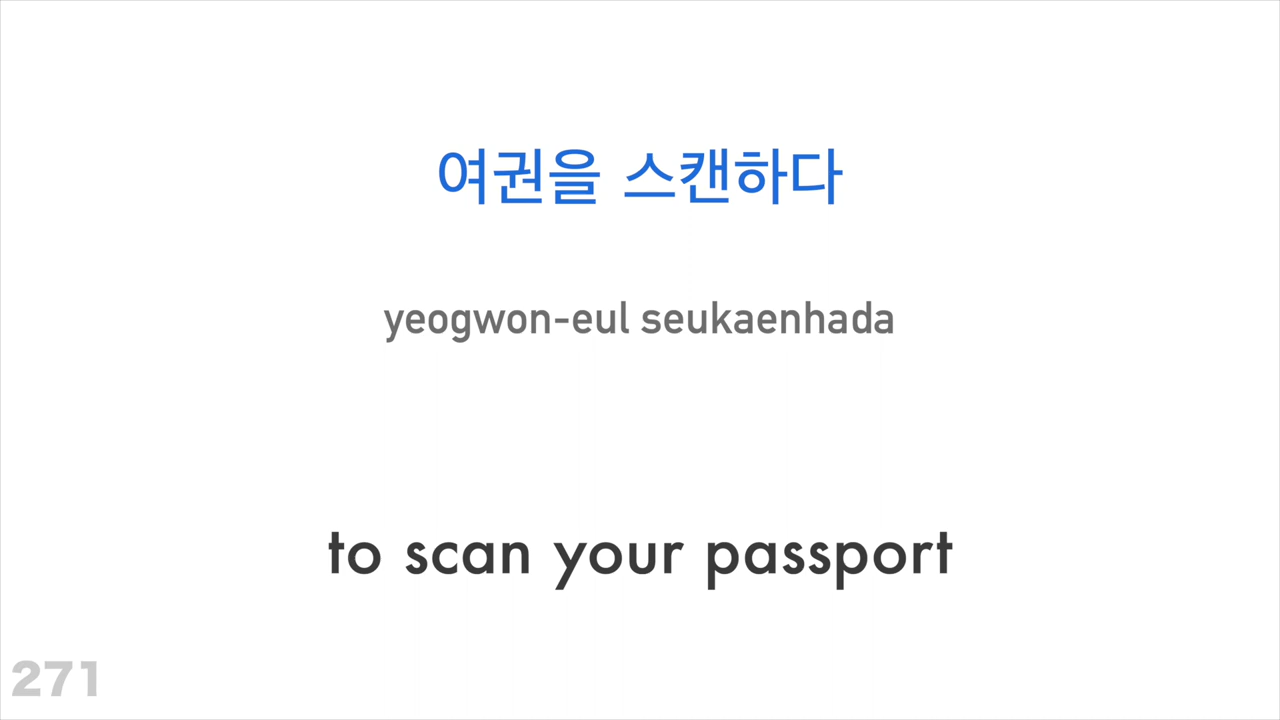 여권을 스캔하다
yeogwon-eul seukaenhada
to scan your passport
271